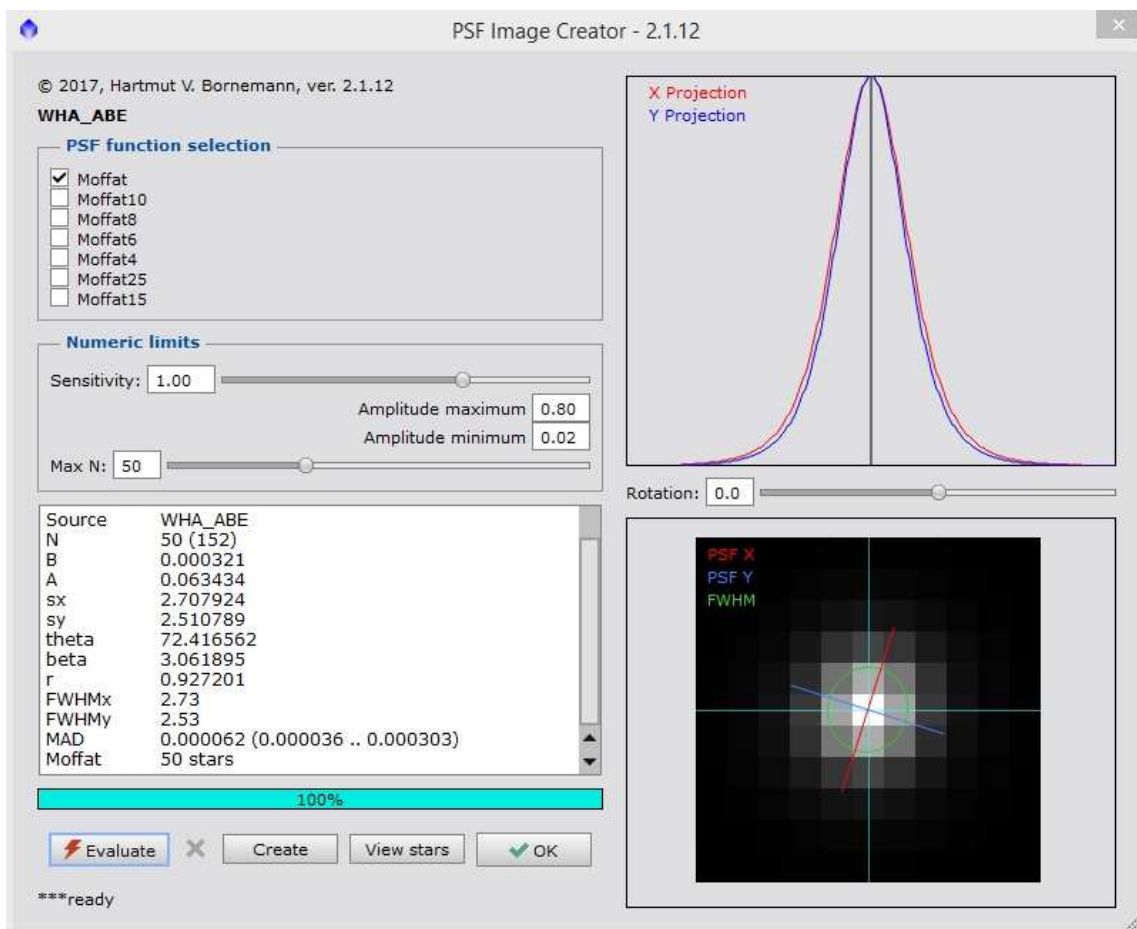 PSF Image Creator - 2.1.12
© 2017, Hartmut V. Bornemann, ver. 2.1.12
WHA_ABE
PSF function selection
Moffat
Moffat10
Moffat8
Moffat6
Moffat4
Moffat25
Moffat15
Numeric limits
Sensitivity: 1.00
Amplitude maximum 0.80
Amplitude minimum 0.02
Max N: 50
Source WHA_ABE
N 50 (152)
B 0.000321
A 0.063434
sx 2.707924
sy 2.510789
theta 72.416562
beta 3.061895
r 0.927201
FWHMx 2.73
FWHMy 2.53
MAD 0.000062 (0.000036 .. 0.000303)
Moffat 50 stars
100%
Evaluate Create View stars OK
***ready
X Projection
Y Projection
Rotation: 0.0
PSF X
PSF Y
FWHM